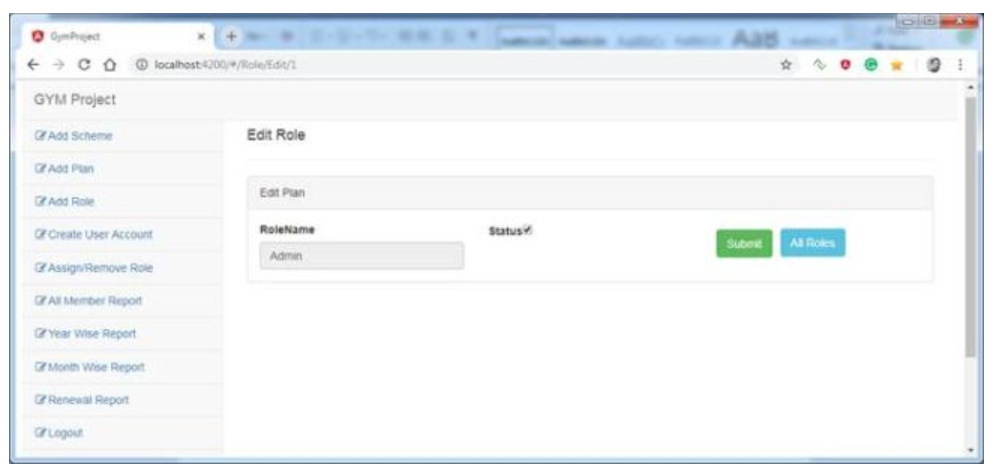 GymProject
localhost:4200/#/Role/Edit/1
GYM Project
Add Scheme
Add Plan
Add Role
Create User Account
Assign/Remove Role
All Member Report
Year Wise Report
Month Wise Report
Renewal Report
Logout
Edit Role
Edit Plan
RoleName
Status
Admin
Submit
All Roles